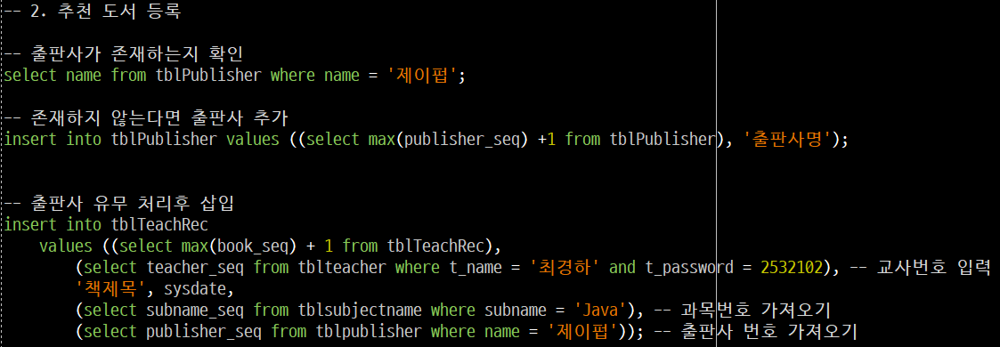 -- 2. 추천 도서 등록
-- 출판사가 존재하는지 확인
select name from tblPublisher where name = '제이펍';
-- 존재하지 않는다면 출판사 추가
insert into tblPublisher values ((select max(publisher_seq) +1 from tblPublisher), '출판사명');
-- 출판사 유무 처리후 삽입
insert into tblTeachRec
values ((select max(book_seq) + 1 from tblTeachRec),
(select teacher_seq from tblteacher where t_name = '최경하' and t_password = 2532102), -- 교사번호 입력
'책제목', sysdate,
(select subname_seq from tblsubjectname where subname = 'Java'), -- 과목번호 가져오기
(select publisher_seq from tblpublisher where name = '제이펍')); -- 출판사 번호 가져오기